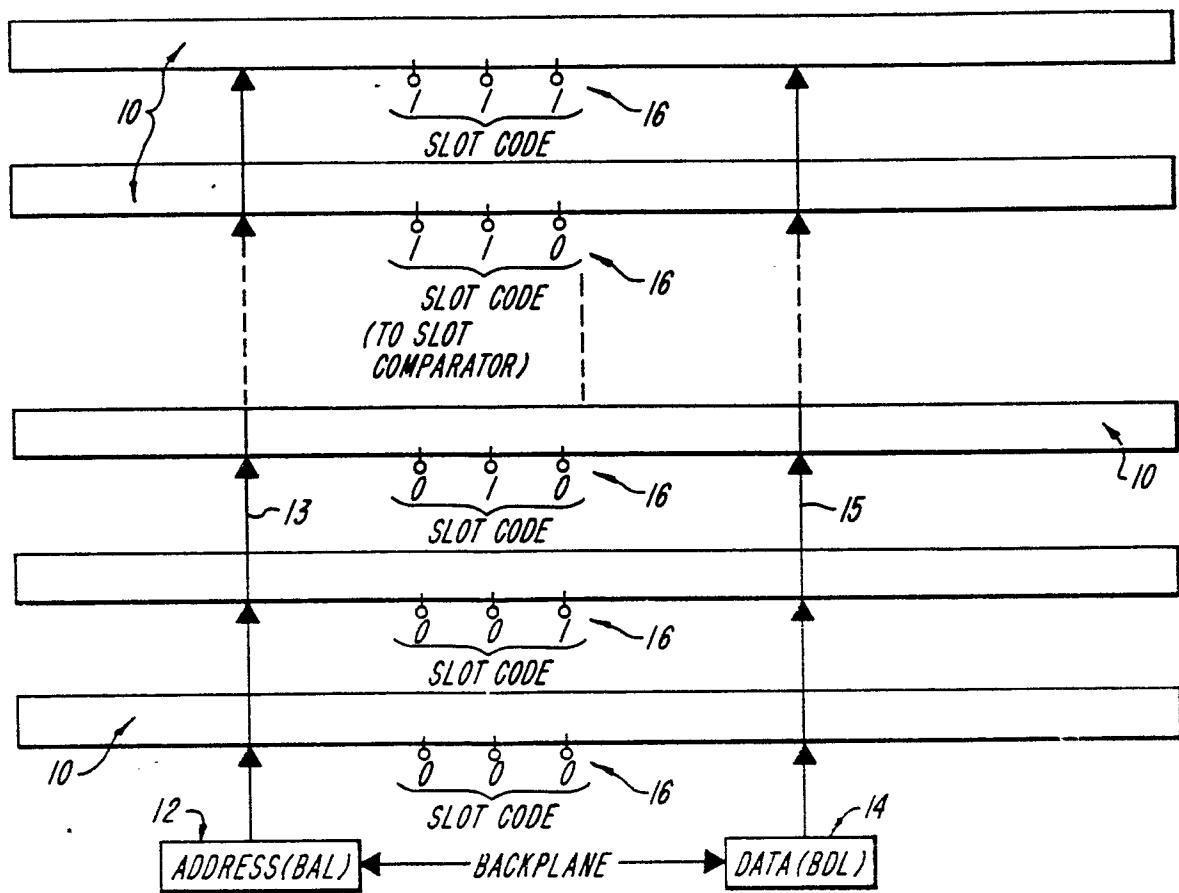 10
1 1 1
16
SLOT CODE
1 1 0
16
SLOT CODE
(TO SLOT
COMPARATOR)
10
0 1 0
16
13
15
SLOT CODE
0 0 1
16
SLOT CODE
10
0 0 0
16
SLOT CODE
12
14
ADDRESS(BAL)
BACKPLANE
DATA(BDL)